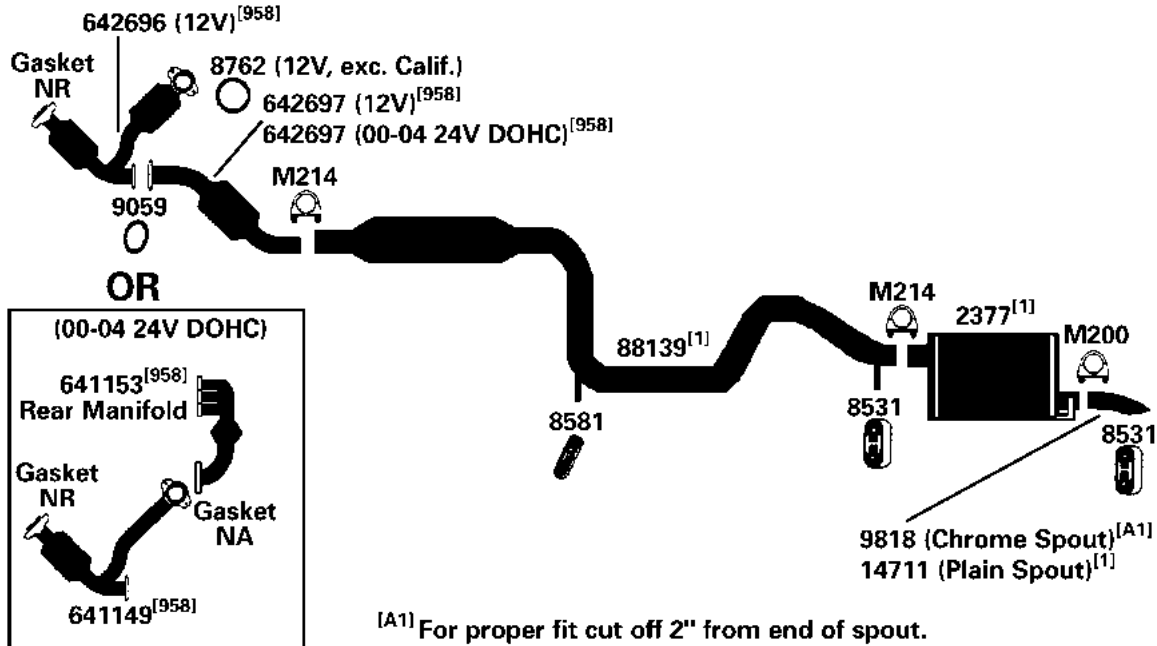 642696 (12V)[958]
Gasket
NR
8762 (12V, exc. Calif.)
642697 (12V)[958]
642697 (00-04 24V DOHC)[958]
M214
9059
OR
(00-04 24V DOHC)
641153[958]
Rear Manifold
Gasket
NR
Gasket
NA
641149[958]
88139[1]
8581
M214
2377[1]
M200
8531
8531
9818 (Chrome Spout)[A1]
14711 (Plain Spout)[1]
[A1] For proper fit cut off 2" from end of spout.